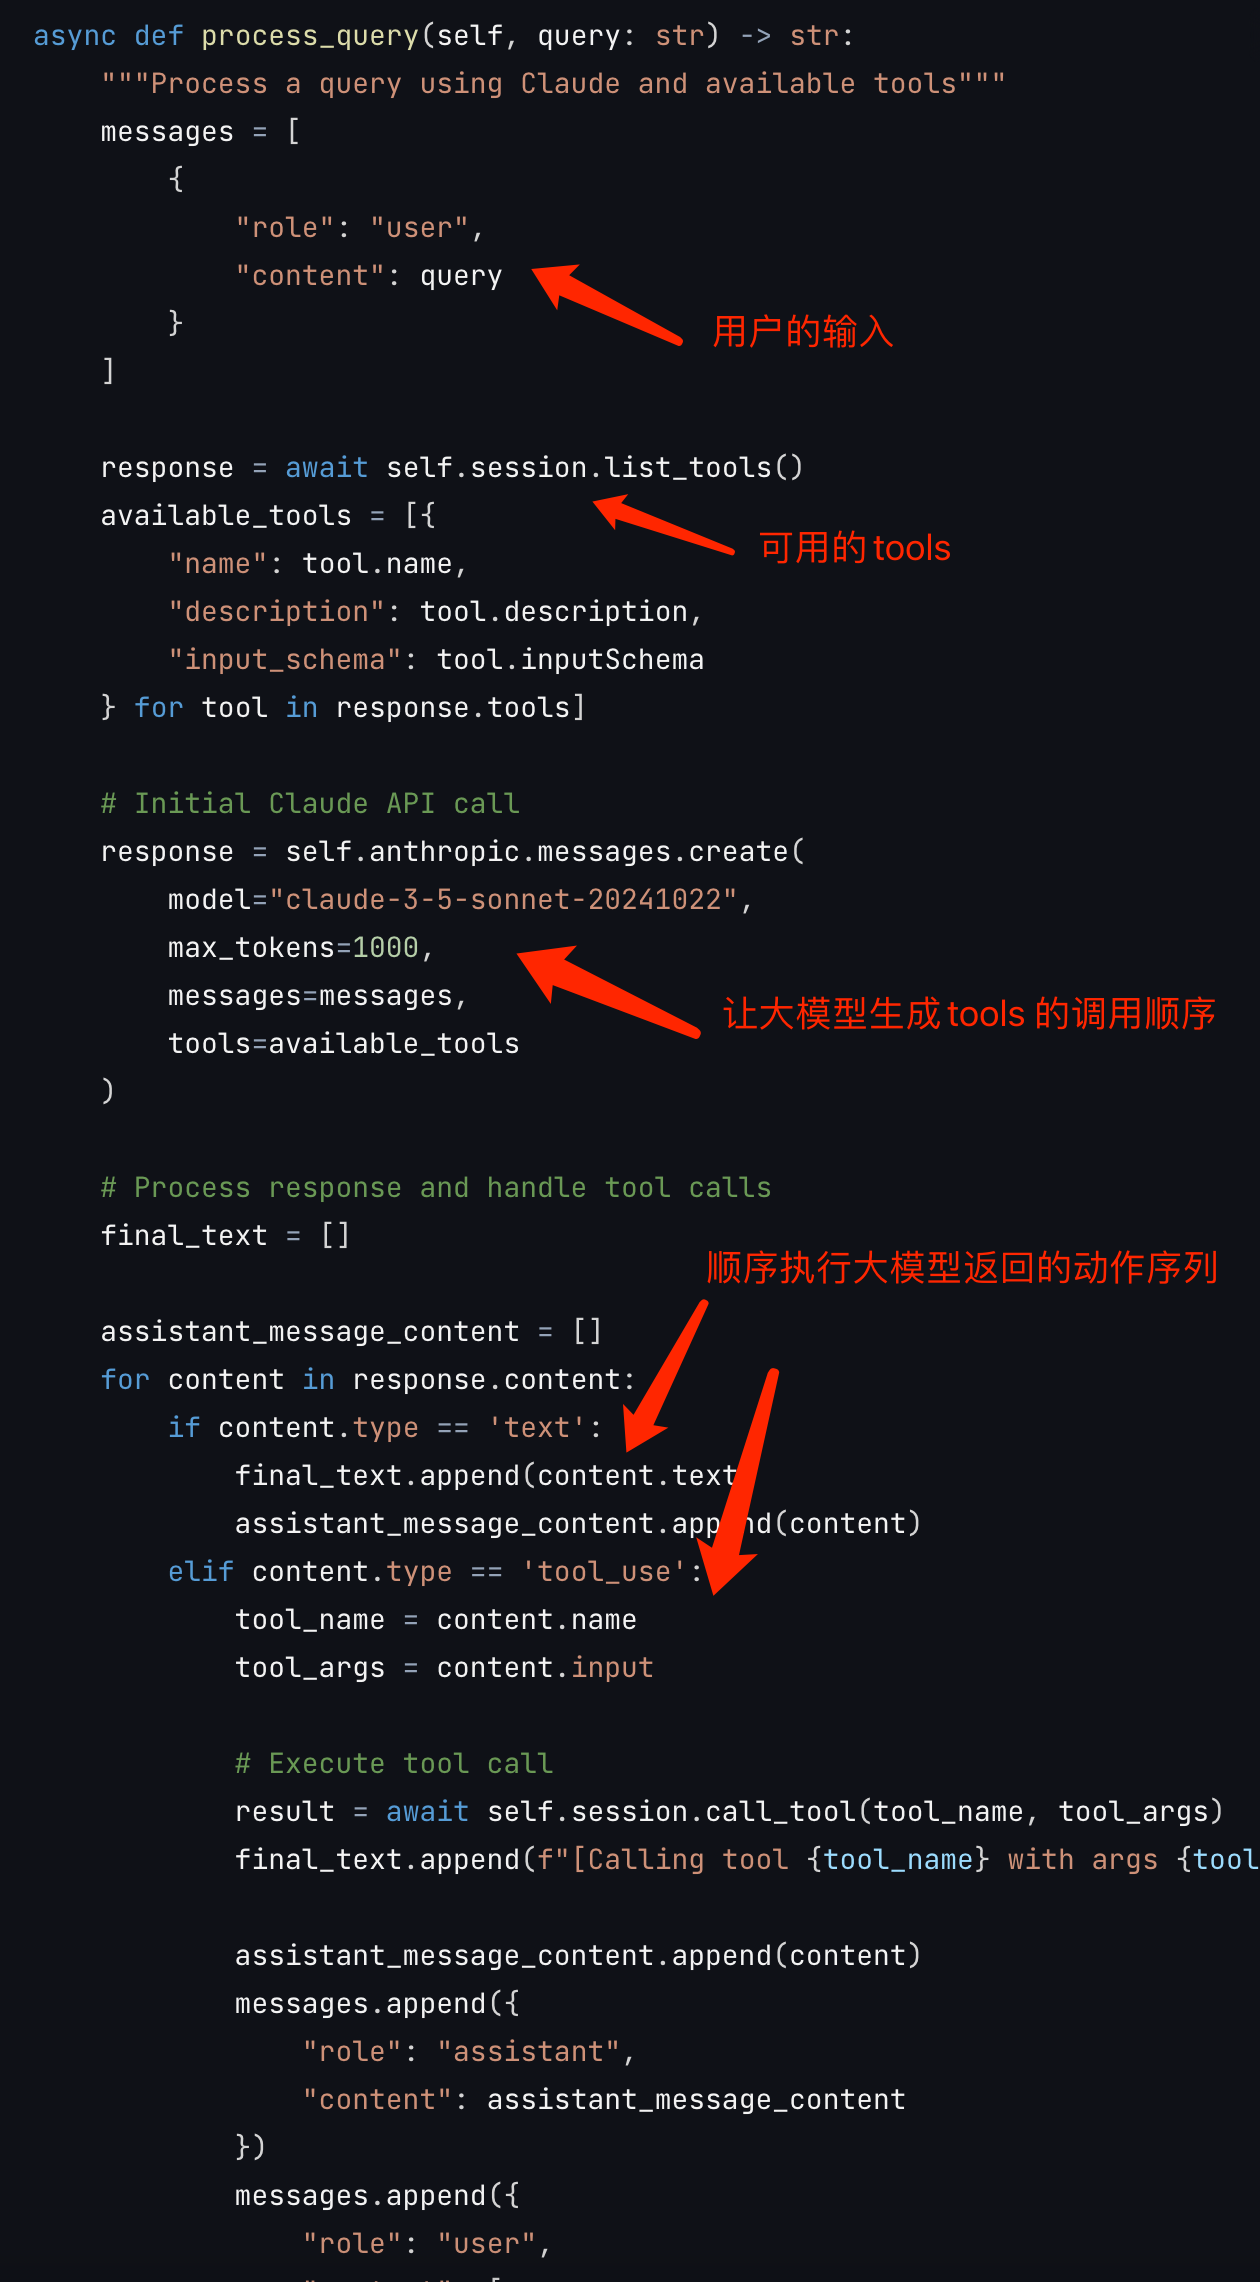 async def process_query(self, query: str) -> str:
"""Process a query using Claude and available tools"""
messages = [
{
"role": "user",
"content": query
用户的输入
}
]
response = await self.session.list_tools()
available_tools = [{
可用的 tools
"name": tool.name,
"description": tool.description,
"input_schema": tool.inputSchema
} for tool in response.tools]
# Initial Claude API call
response = self.anthropic.messages.create(
model="claude-3-5-sonnet-20241022",
max_tokens=1000,
messages=messages,
让大模型生成 tools 的调用顺序
tools=available_tools
)
# Process response and handle tool calls
final_text = []
顺序执行大模型返回的动作序列
assistant_message_content = []
for content in response.content:
if content.type == 'text':
final_text.append(content.text
assistant_message_content.append(content)
elif content.type == 'tool_use':
tool_name = content.name
tool_args = content.input
# Execute tool call
result = await self.session.call_tool(tool_name, tool_args)
final_text.append(f"[Calling tool {tool_name} with args {tool
assistant_message_content.append(content)
messages.append({
"role": "assistant",
"content": assistant_message_content
})
messages.append({
"role": "user",